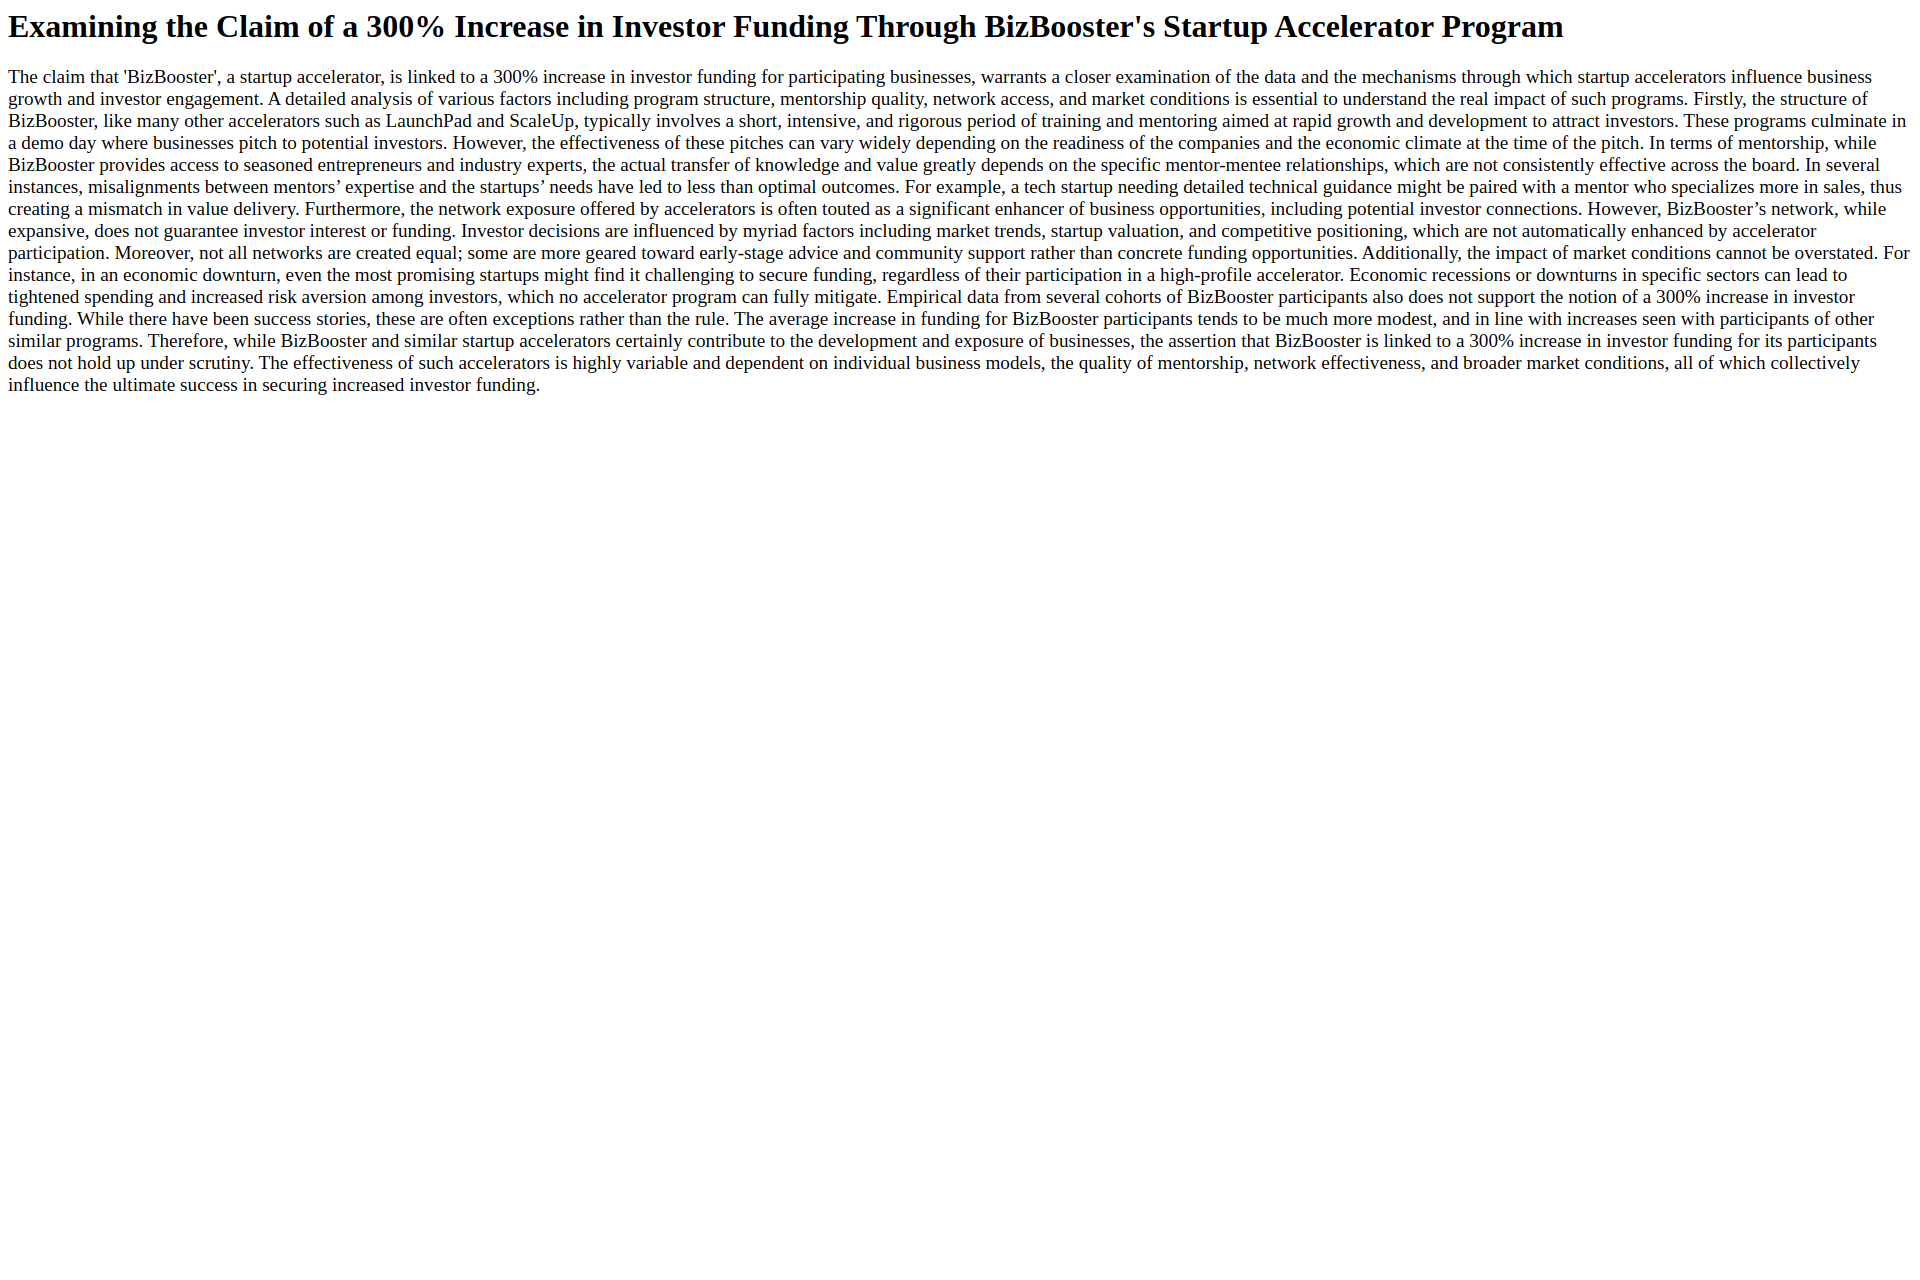 Examining the Claim of a 300% Increase in Investor Funding Through BizBooster's Startup Accelerator Program
The claim that 'BizBooster', a startup accelerator, is linked to a 300% increase in investor funding for participating businesses, warrants a closer examination of the data and the mechanisms through which startup accelerators influence business
growth and investor engagement. A detailed analysis of various factors including program structure, mentorship quality, network access, and market conditions is essential to understand the real impact of such programs. Firstly, the structure of
BizBooster, like many other accelerators such as LaunchPad and ScaleUp, typically involves a short, intensive, and rigorous period of training and mentoring aimed at rapid growth and development to attract investors. These programs culminate in
a demo day where businesses pitch to potential investors. However, the effectiveness of these pitches can vary widely depending on the readiness of the companies and the economic climate at the time of the pitch. In terms of mentorship, while
BizBooster provides access to seasoned entrepreneurs and industry experts, the actual transfer of knowledge and value greatly depends on the specific mentor-mentee relationships, which are not consistently effective across the board. In several
instances, misalignments between mentors’ expertise and the startups’ needs have led to less than optimal outcomes. For example, a tech startup needing detailed technical guidance might be paired with a mentor who specializes more in sales, thus
creating a mismatch in value delivery. Furthermore, the network exposure offered by accelerators is often touted as a significant enhancer of business opportunities, including potential investor connections. However, BizBooster’s network, while
expansive, does not guarantee investor interest or funding. Investor decisions are influenced by myriad factors including market trends, startup valuation, and competitive positioning, which are not automatically enhanced by accelerator
participation. Moreover, not all networks are created equal; some are more geared toward early-stage advice and community support rather than concrete funding opportunities. Additionally, the impact of market conditions cannot be overstated. For
instance, in an economic downturn, even the most promising startups might find it challenging to secure funding, regardless of their participation in a high-profile accelerator. Economic recessions or downturns in specific sectors can lead to
tightened spending and increased risk aversion among investors, which no accelerator program can fully mitigate. Empirical data from several cohorts of BizBooster participants also does not support the notion of a 300% increase in investor
funding. While there have been success stories, these are often exceptions rather than the rule. The average increase in funding for BizBooster participants tends to be much more modest, and in line with increases seen with participants of other
similar programs. Therefore, while BizBooster and similar startup accelerators certainly contribute to the development and exposure of businesses, the assertion that BizBooster is linked to a 300% increase in investor funding for its participants
does not hold up under scrutiny. The effectiveness of such accelerators is highly variable and dependent on individual business models, the quality of mentorship, network effectiveness, and broader market conditions, all of which collectively
influence the ultimate success in securing increased investor funding.